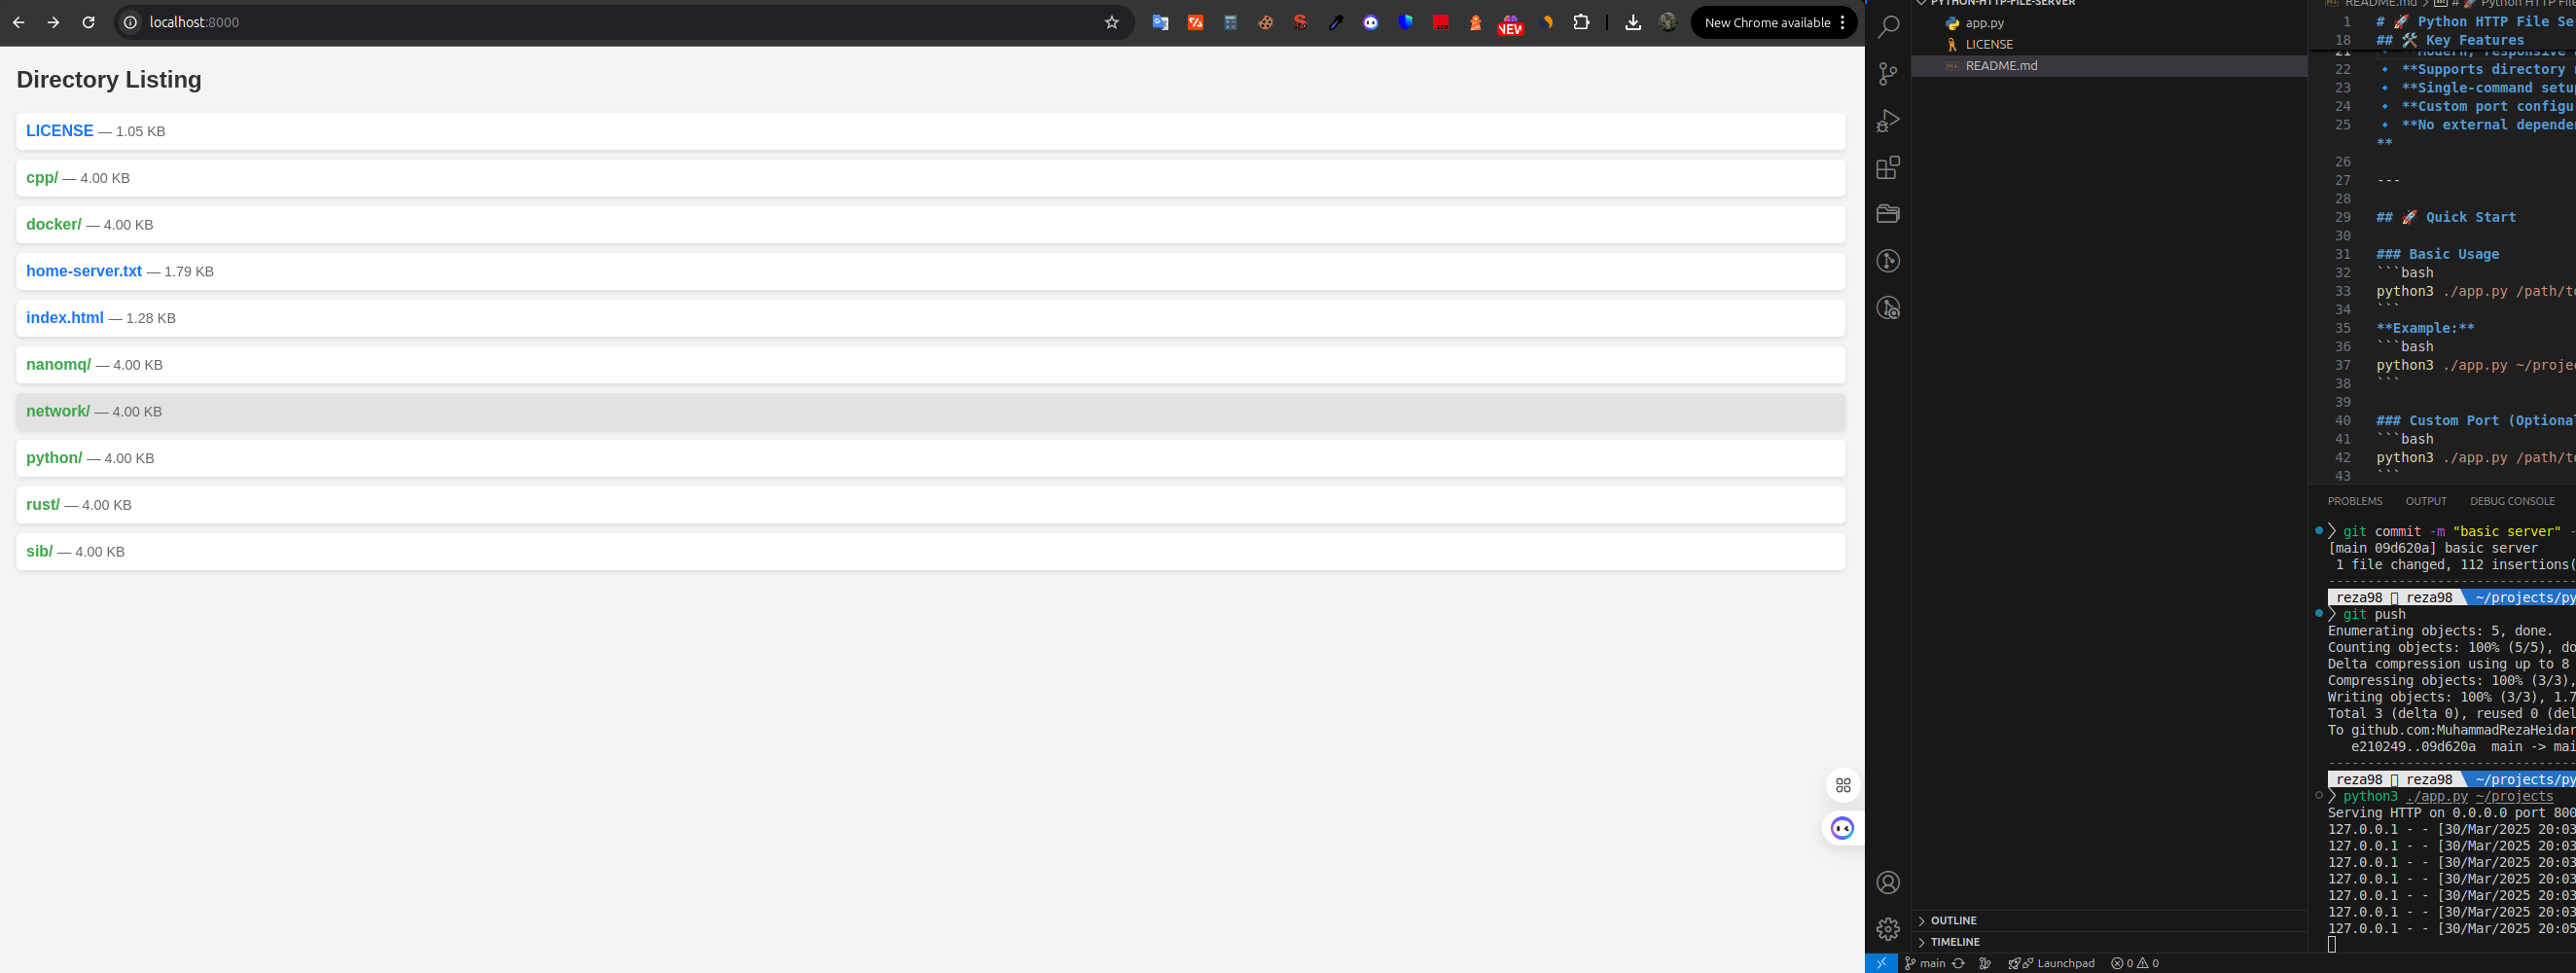 localhost:8000
NEW
New Chrome available
Directory Listing
LICENSE — 1.05 KB
cpp/ — 4.00 KB
docker/ — 4.00 KB
home-server.txt — 1.79 KB
index.html — 1.28 KB
nanomq/ — 4.00 KB
network/ — 4.00 KB
python/ — 4.00 KB
rust/ — 4.00 KB
sib/ — 4.00 KB
PYTHON-HTTP-FILE-SERVER
app.py
LICENSE
README.md
OUTLINE
TIMELINE
README.md > # 🚀 Python HTTP File
1 # 🚀 Python HTTP File Se
18 ## 🛠️ Key Features
21 🔹 **Modern, responsive
22 🔹 **Supports directory
23 🔹 **Single-command setup
24 🔹 **Custom port configu
25 🔹 **No external depende
**
26
27 ---
28
29 ## 🚀 Quick Start
30
31 ### Basic Usage
32 ```bash
33 python3 ./app.py /path/to
34 ```
35 **Example:**
36 ```bash
37 python3 ./app.py ~/projec
38 ```
39
40 ### Custom Port (Optional
41 ```bash
42 python3 ./app.py /path/to
43 ```
PROBLEMS OUTPUT DEBUG CONSOLE
> git commit -m "basic server" -
[main 09d620a] basic server
1 file changed, 112 insertions(
reza98 reza98 ~/projects/py
> git push
Enumerating objects: 5, done.
Counting objects: 100% (5/5), do
Delta compression using up to 8
Compressing objects: 100% (3/3),
Writing objects: 100% (3/3), 1.7
Total 3 (delta 0), reused 0 (del
To github.com:MuhammadRezaHeidar
e210249..09d620a main -> mai
reza98 reza98 ~/projects/py
> python3 ./app.py ~/projects
Serving HTTP on 0.0.0.0 port 800
127.0.0.1 - - [30/Mar/2025 20:03
127.0.0.1 - - [30/Mar/2025 20:03
127.0.0.1 - - [30/Mar/2025 20:03
127.0.0.1 - - [30/Mar/2025 20:03
127.0.0.1 - - [30/Mar/2025 20:03
127.0.0.1 - - [30/Mar/2025 20:03
127.0.0.1 - - [30/Mar/2025 20:05
main Launchpad 0 0